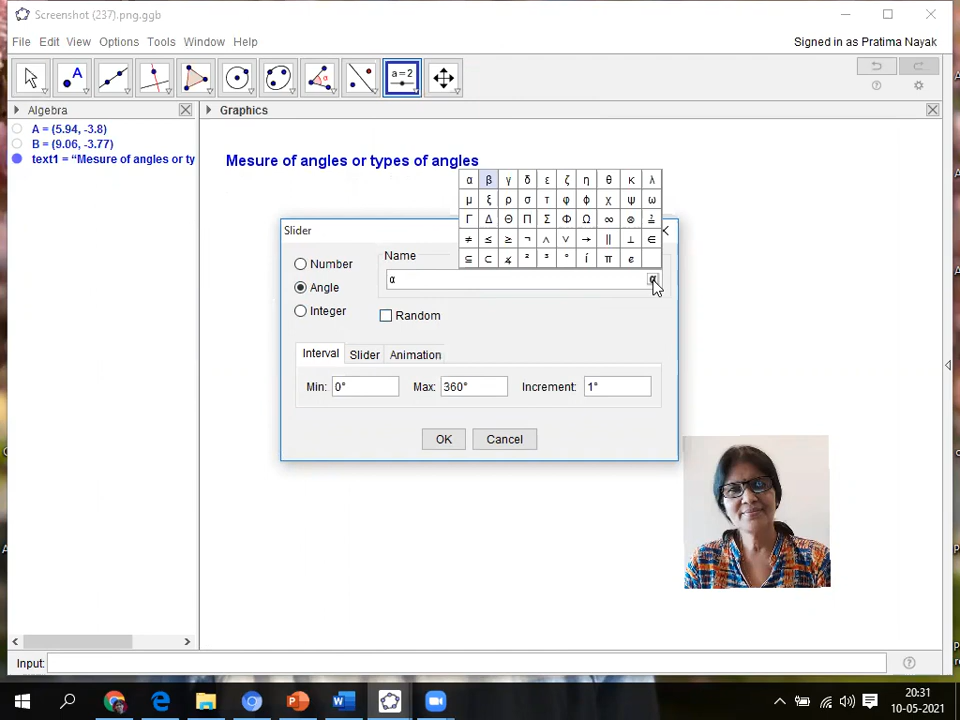 Screenshot (237).png.ggb
File Edit View Options Tools Window Help
Signed in as Pratima Nayak
A
α
a=2
Algebra
Graphics
A = (5.94, -3.8)
B = (9.06, -3.77)
text1 = “Mesure of angles or ty
Mesure of angles or types of angles
α β γ δ ε ζ η θ κ λ
μ ξ ρ σ τ φ ϕ χ ψ ω
Γ Δ Θ Π Σ Φ Ω ∞ ⊗ ≟
≠ ≤ ≥ ¬ ∧ ∨ → ∥ ⊥ ∈
⊆ ⊂ ∡ ² ³ ° í π ℯ
Slider
Number
Angle
Integer
Name
α
α
Random
Interval Slider Animation
Min: 0° Max: 360° Increment: 1°
OK Cancel
Input:
20:31
10-05-2021